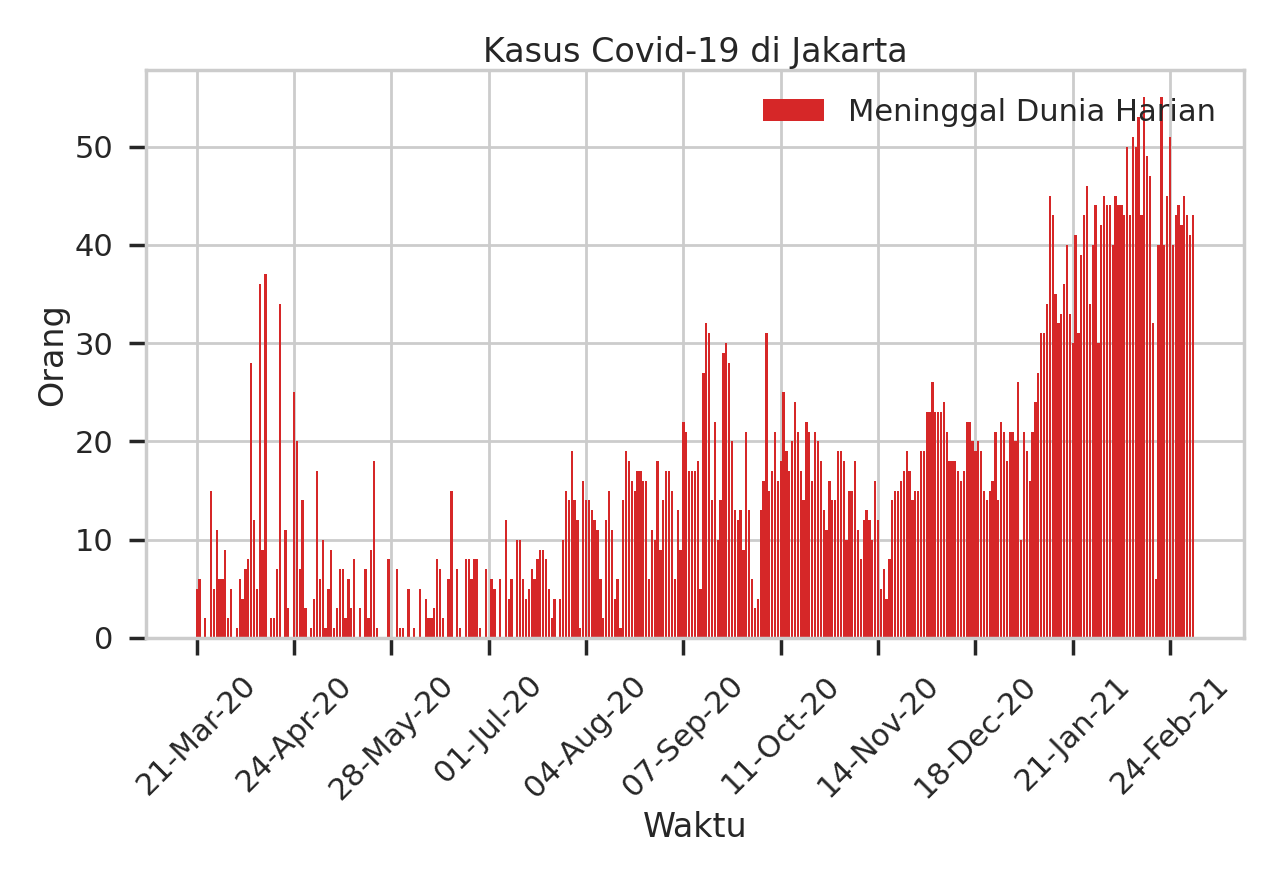 Kasus Covid-19 di Jakarta
Meninggal Dunia Harian
Orang
50
40
30
20
10
0
21-Mar-20
24-Apr-20
28-May-20
01-Jul-20
04-Aug-20
07-Sep-20
11-Oct-20
14-Nov-20
18-Dec-20
21-Jan-21
24-Feb-21
Waktu